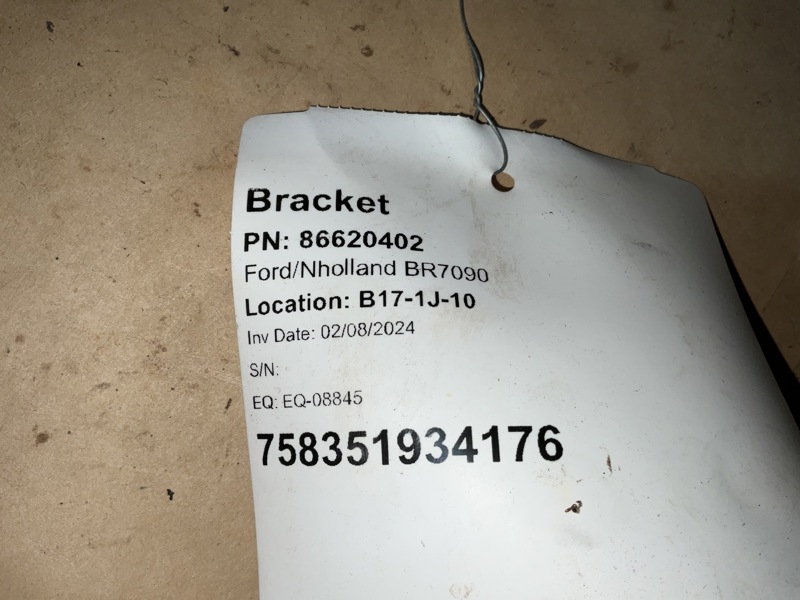 Bracket
PN: 86620402
Ford/Nholland BR7090
Location: B17-1J-10
Inv Date: 02/08/2024
S/N:
EQ: EQ-08845
758351934176